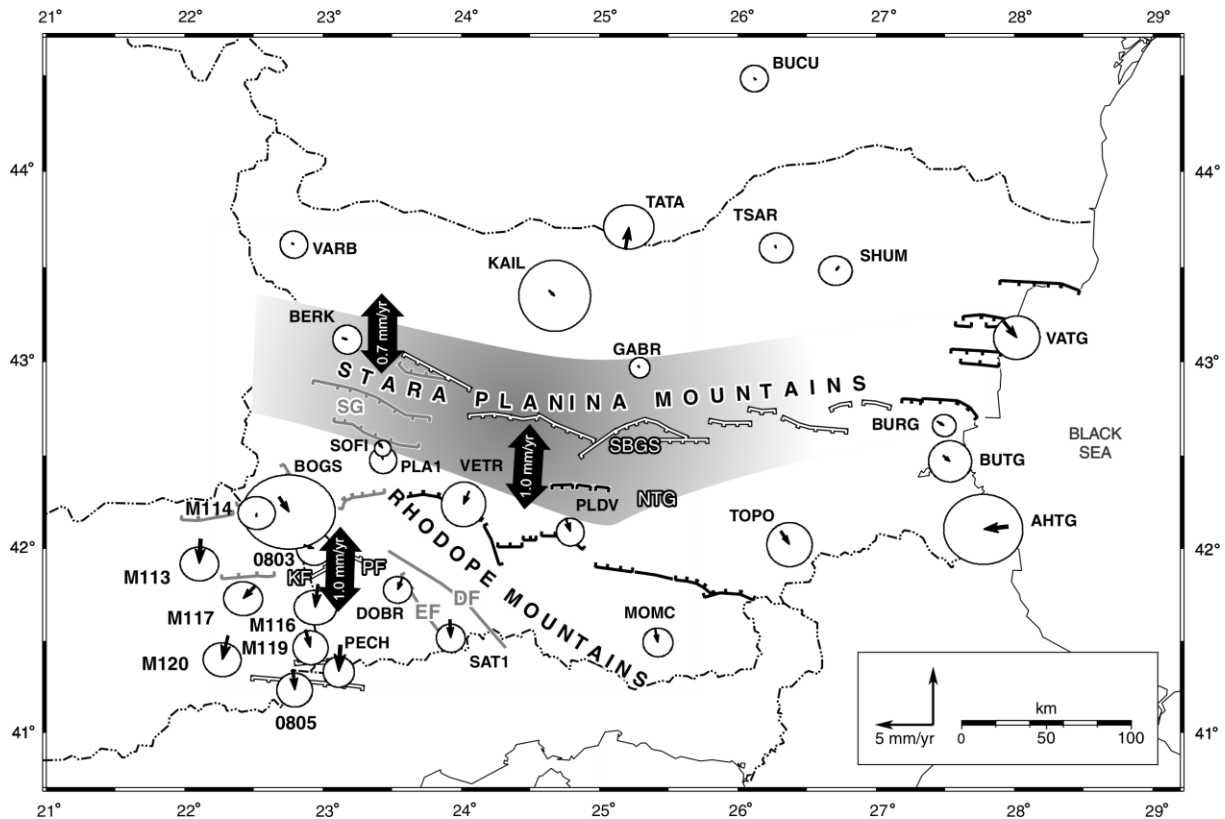 21° 22° 23° 24° 25° 26° 27° 28° 29°
BUCU
44° 44°
TATA
TSAR
VARB
SHUM
KAIL
BERK
0.7 mm/yr
VATG
GABR
43° 43°
STARA PLANINA MOUNTAINS
SG
BURG
SBGS
BLACK
SEA
SOFI
PLA1
VETR
1.0 mm/yr
BUTG
BOGS
NTG
M114
PLDV
TOPO
AHTG
RHODOPE MOUNTAINS
42° 42°
0803
PF
1.0 mm/yr
M113
KF
DF
DOBR
EF
M117
M116
MOMC
M119
PECH
M120
SAT1
km
0805
5 mm/yr
0 50 100
41° 41°
21° 22° 23° 24° 25° 26° 27° 28° 29°